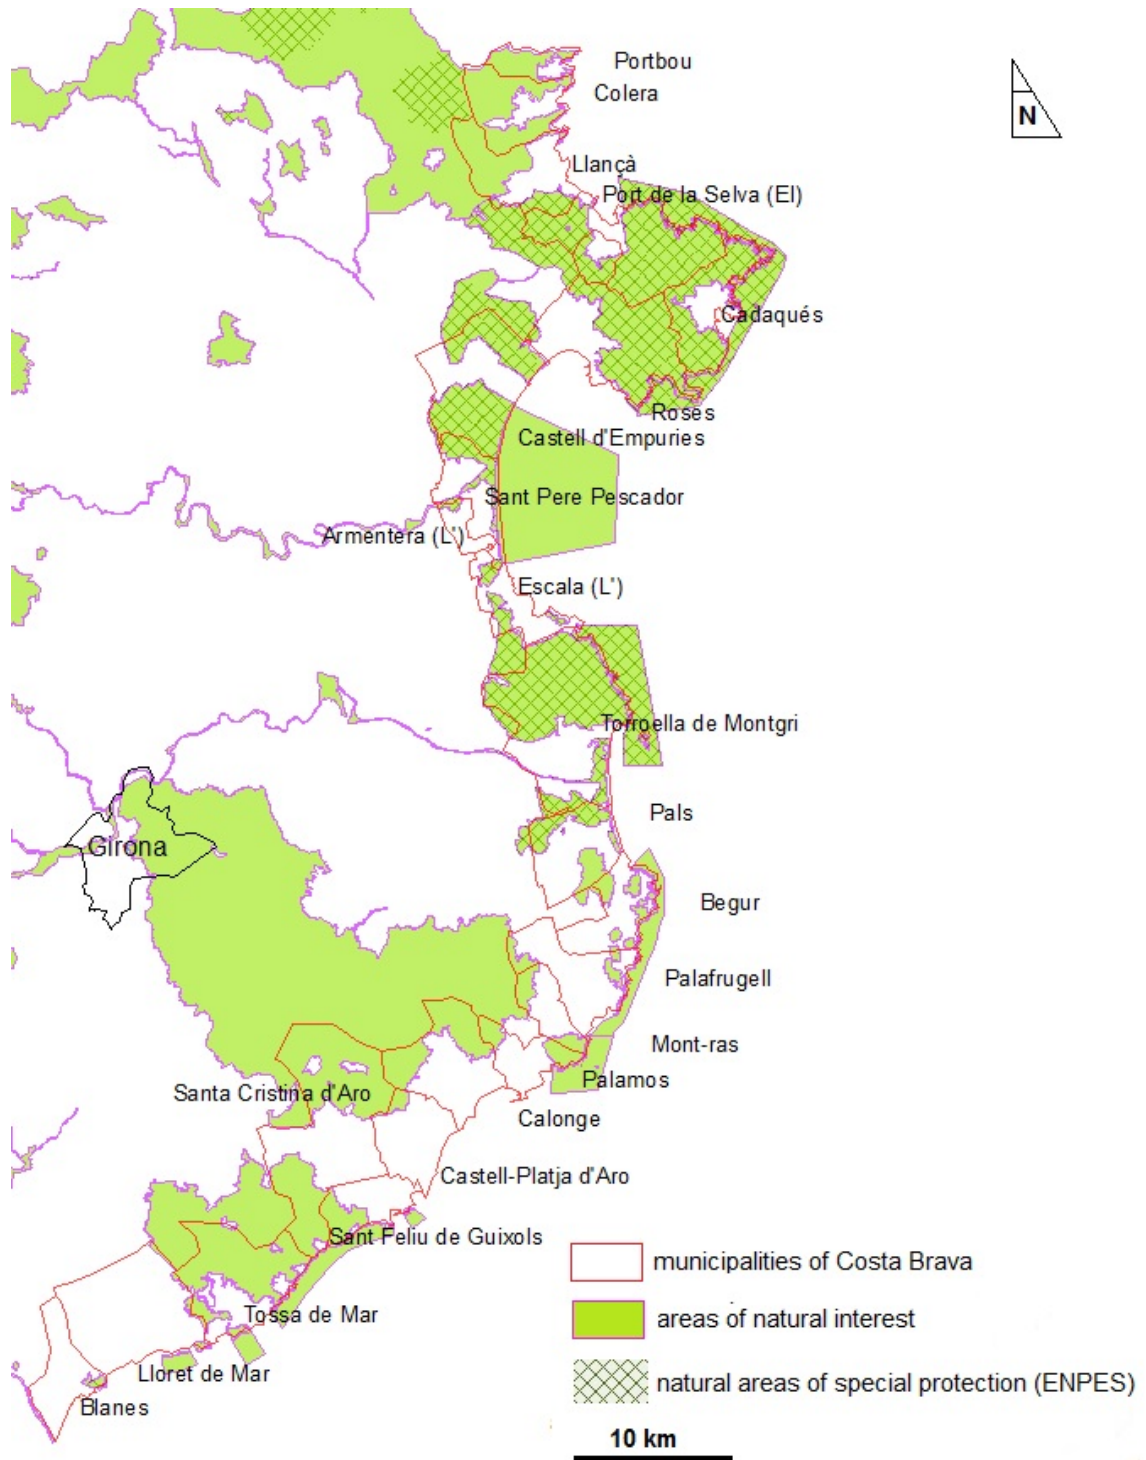 Portbou
Colera
N
Llançà
Port de la Selva (El)
Cadaqués
Roses
Castell d'Empuries
Sant Pere Pescador
Armentera (L')
Escala (L')
Torroella de Montgri
Pals
Girona
Begur
Palafrugell
Mont-ras
Palamos
Santa Cristina d'Aro
Calonge
Castell-Platja d'Aro
Sant Feliu de Guixols
municipalities of Costa Brava
Tossa de Mar
areas of natural interest
Lloret de Mar
natural areas of special protection (ENPES)
Blanes
10 km